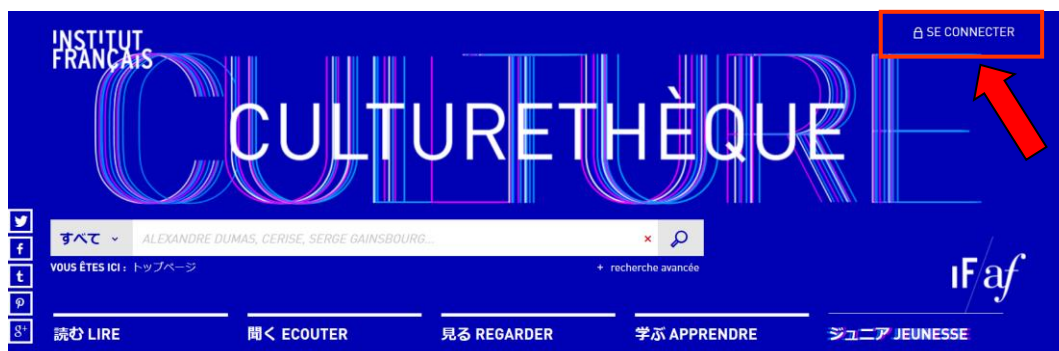 INSTITUT
FRANÇAIS
SE CONNECTER
CULTURE
CULTURETHÈQUE
すべて
ALEXANDRE DUMAS, CERISE, SERGE GAINSBOURG...
×
VOUS ÊTES ICI : トップページ
+ recherche avancée
IF/af
読む LIRE
聞く ECOUTER
見る REGARDER
学ぶ APPRENDRE
ジュニア JEUNESSE
f
t
g+